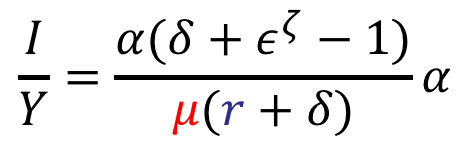 I/Y = α(δ + ϵ^ζ − 1) / μ(r + δ) α